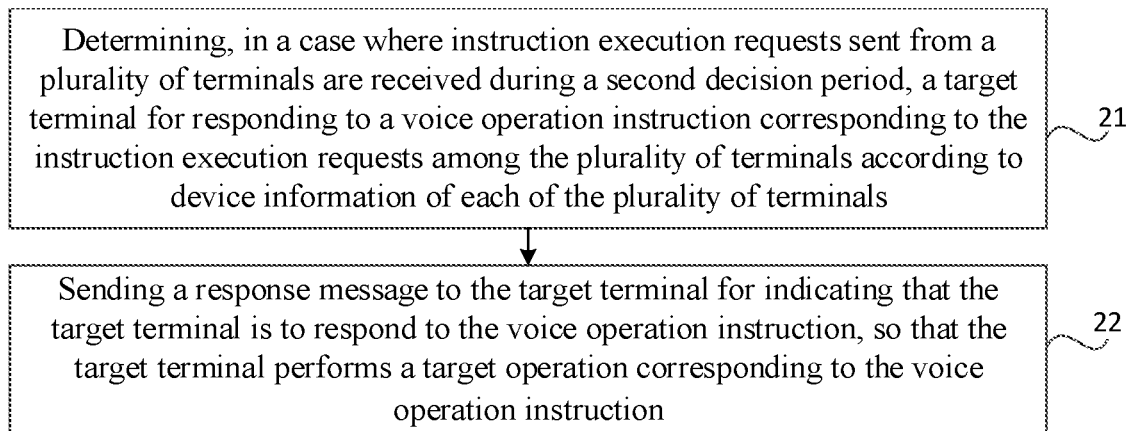 Determining, in a case where instruction execution requests sent from a
plurality of terminals are received during a second decision period, a target
terminal for responding to a voice operation instruction corresponding to the
instruction execution requests among the plurality of terminals according to
device information of each of the plurality of terminals
21
Sending a response message to the target terminal for indicating that the
target terminal is to respond to the voice operation instruction, so that the
target terminal performs a target operation corresponding to the voice
operation instruction
22